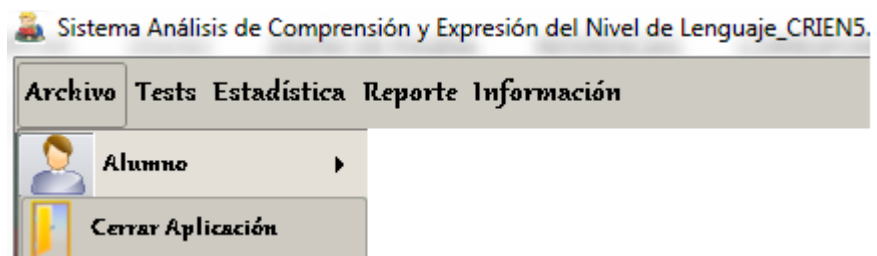 Sistema Análisis de Comprensión y Expresión del Nivel de Lenguaje_CRIEN5.
Archivo Tests Estadística Reporte Información
Alumno
Cerrar Aplicación